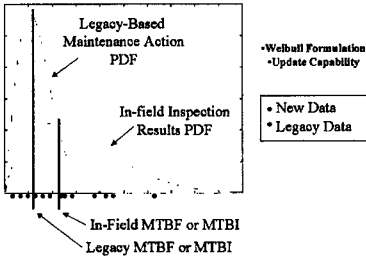 Legacy-Based
Maintenance Action
PDF
In-field Inspection
Results PDF
•Weibull Formulation
•Update Capability
• New Data
* Legacy Data
In-Field MTBF or MTBI
Legacy MTBF or MTBI